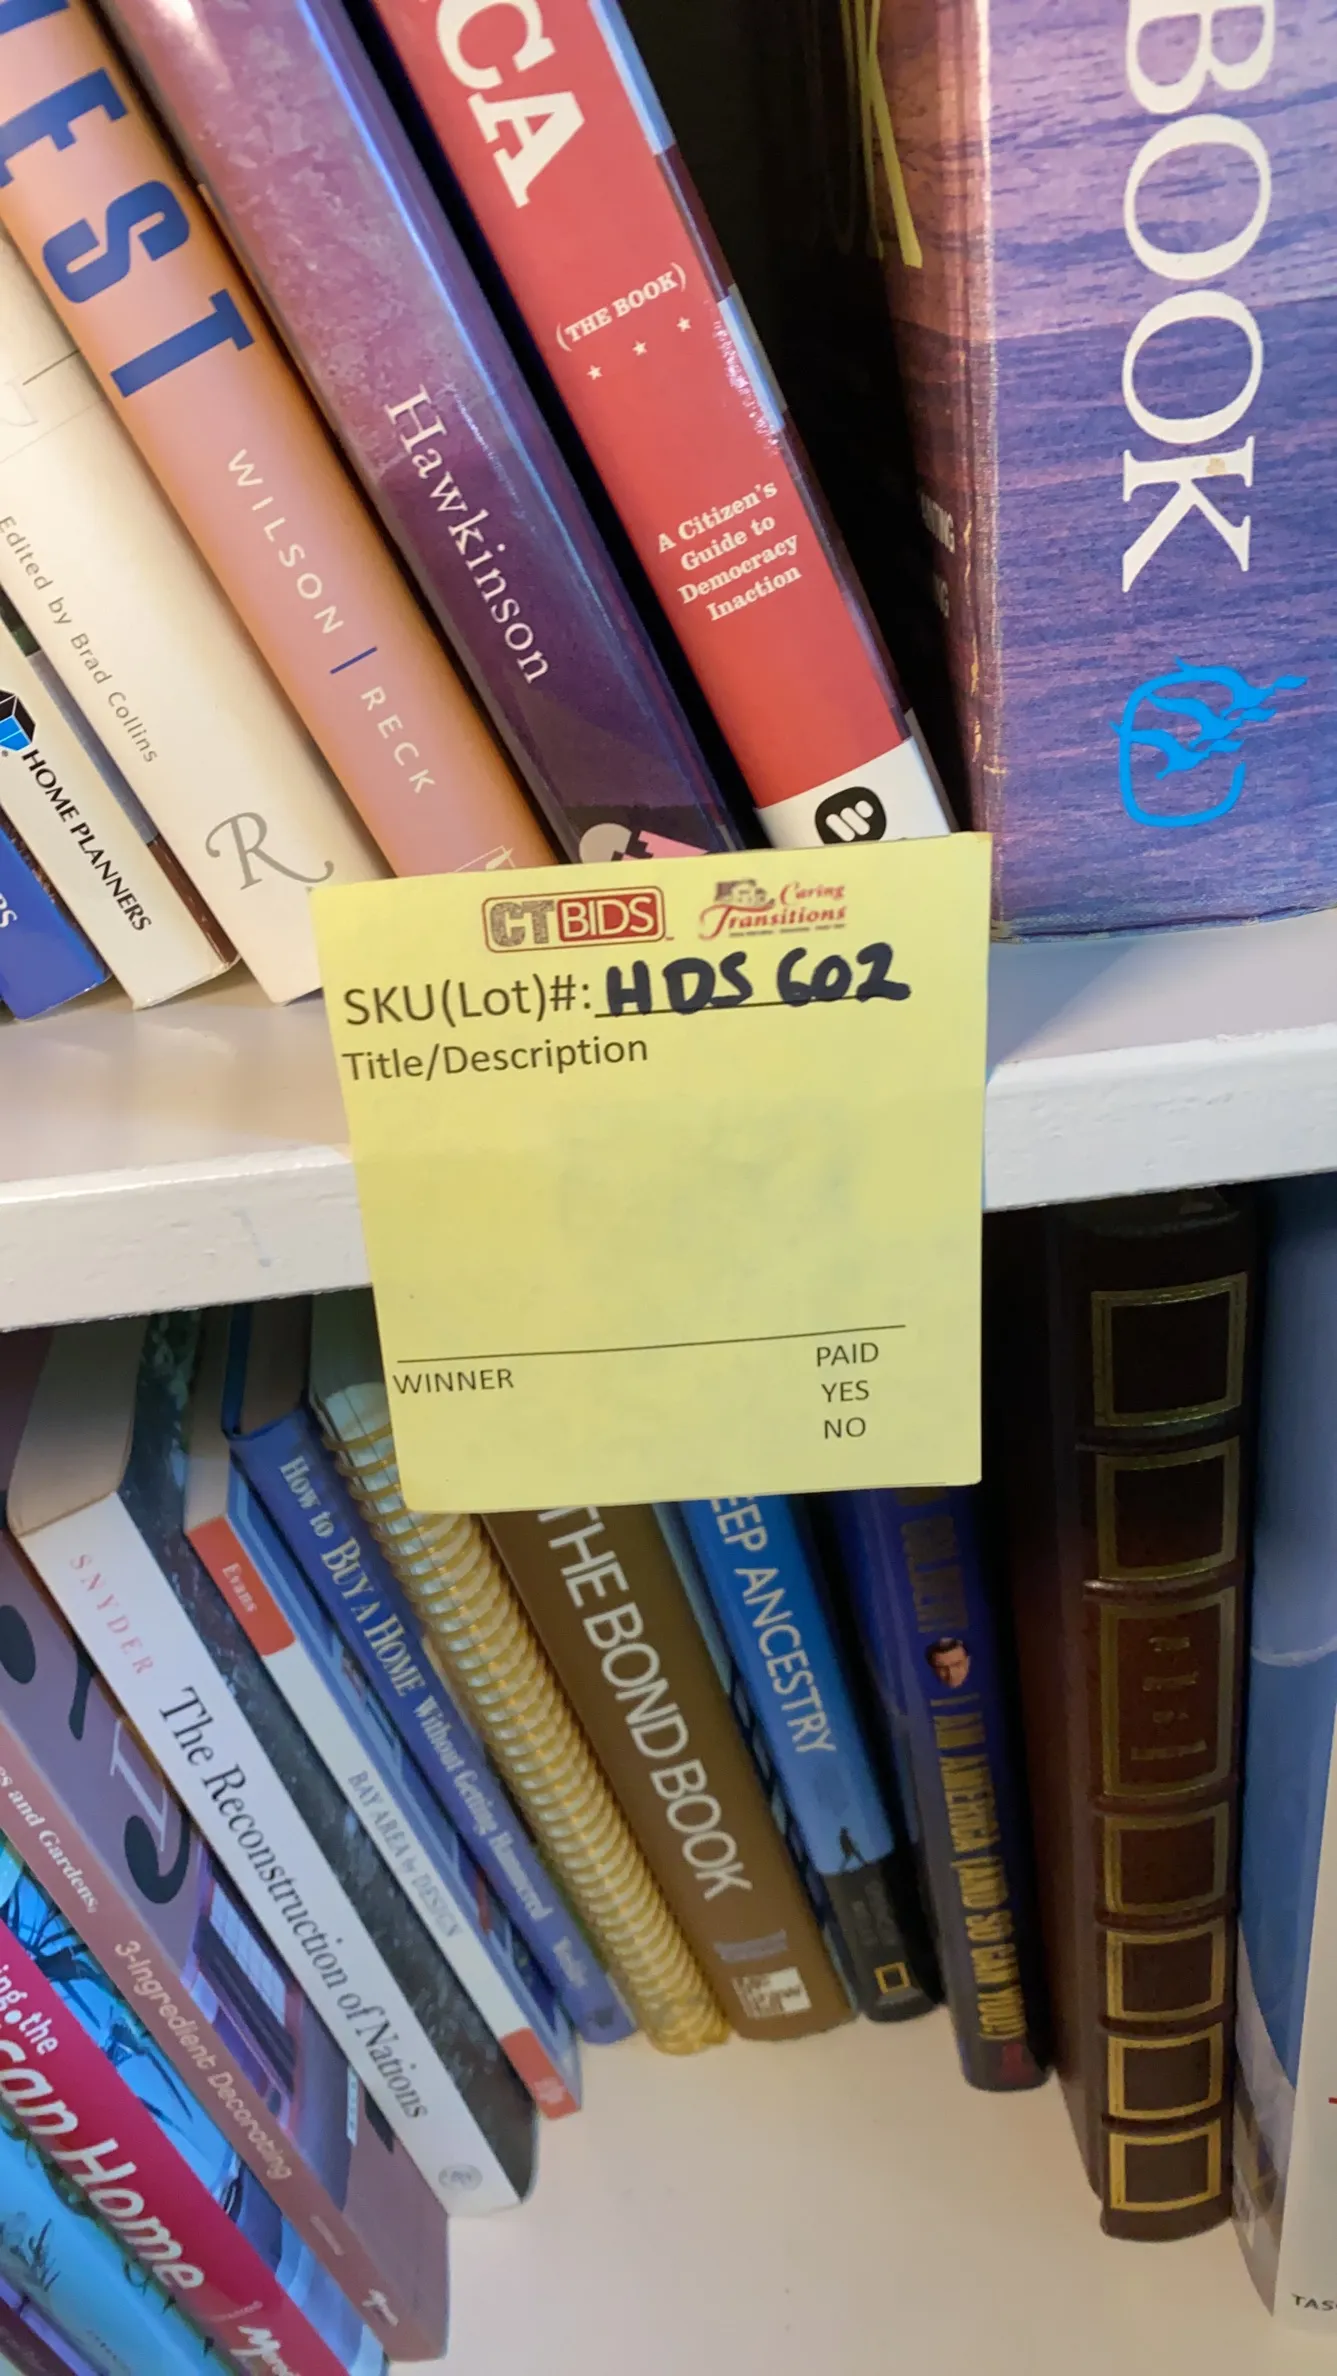 EST
WILSON | RECK
Edited by Brad Collins
R
HOME PLANNERS
Hawkinson
CA
(THE BOOK)
A Citizen's
Guide to
Democracy
Inaction
BOOK
CTBIDS
Caring
Transitions
SKU(Lot)#: HDS 602
Title/Description
WINNER
PAID
YES
NO
can Home
ing the
es and Gardens.
3-Ingredient Decorating
SNYDER The Reconstruction of Nations
Evans BAY AREA by DESIGN
How to BUY A HOME Without Getting Hammered
THE BOND BOOK
EEP ANCESTRY
I AM AMERICA (AND SO CAN YOU!)
TAS